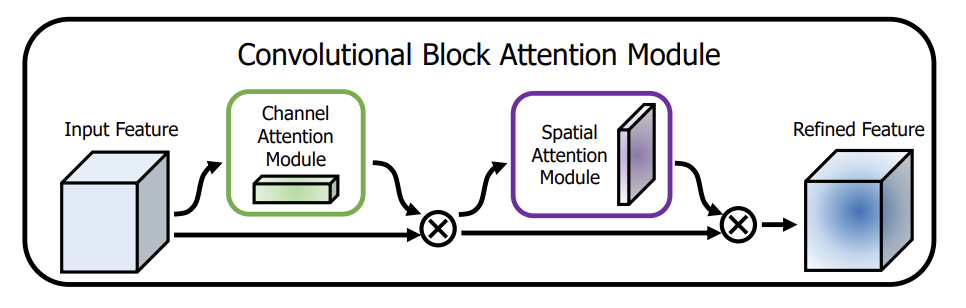 Convolutional Block Attention Module
Input Feature
Channel
Attention
Module
Spatial
Attention
Module
Refined Feature